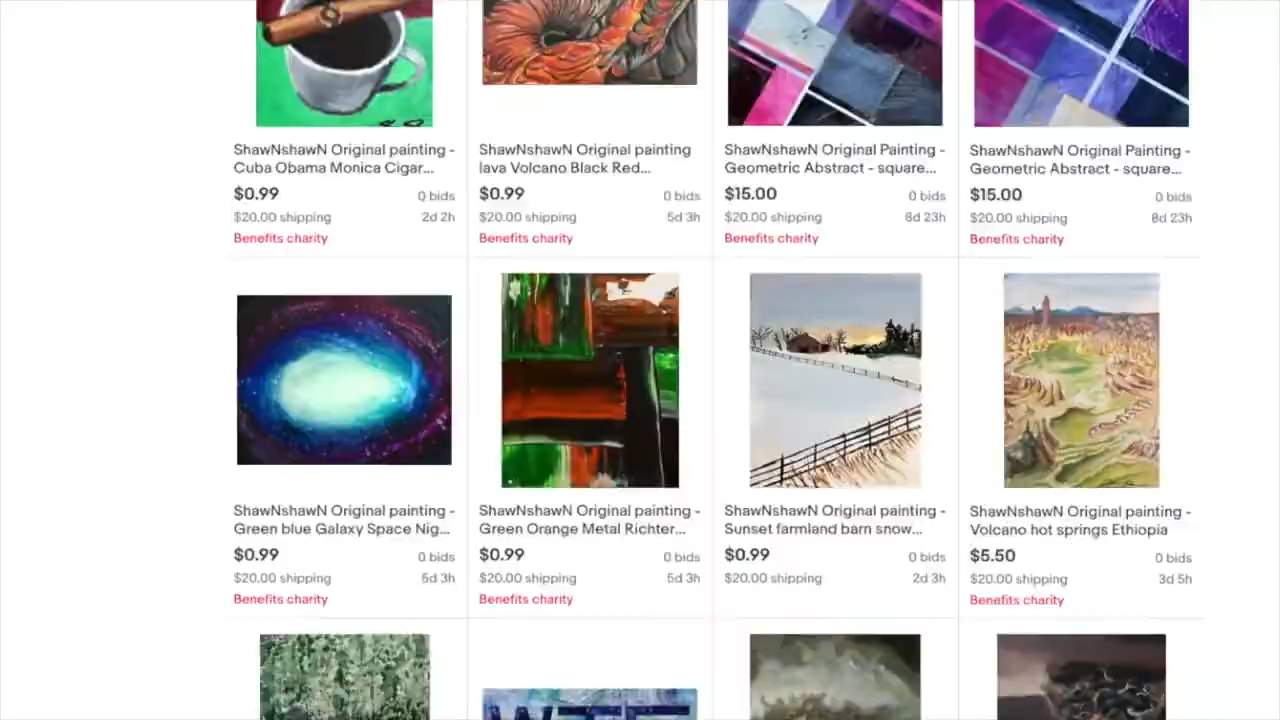 ShawNshawN Original painting -
Cuba Obama Monica Cigar...
$0.99
0 bids
$20.00 shipping
2d 2h
Benefits charity
ShawNshawN Original painting
lava Volcano Black Red...
$0.99
0 bids
$20.00 shipping
5d 3h
Benefits charity
ShawNshawN Original Painting -
Geometric Abstract - square...
$15.00
0 bids
$20.00 shipping
8d 23h
Benefits charity
ShawNshawN Original Painting -
Geometric Abstract - square...
$15.00
0 bids
$20.00 shipping
8d 23h
Benefits charity
ShawNshawN Original painting -
Green blue Galaxy Space Nig...
$0.99
0 bids
$20.00 shipping
5d 3h
Benefits charity
ShawNshawN Original painting -
Green Orange Metal Richter...
$0.99
0 bids
$20.00 shipping
5d 3h
Benefits charity
ShawNshawN Original painting -
Sunset farmland barn snow...
$0.99
0 bids
$20.00 shipping
2d 3h
ShawNshawN Original painting -
Volcano hot springs Ethiopia
$5.50
0 bids
$20.00 shipping
3d 5h
Benefits charity